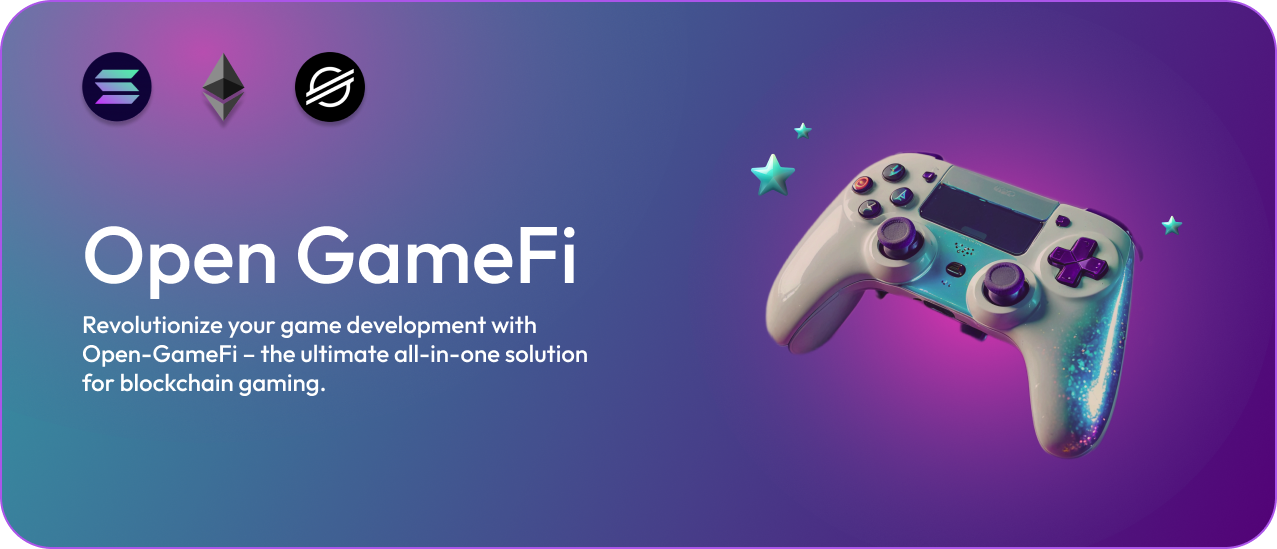 Open GameFi
Revolutionize your game development with
Open-GameFi – the ultimate all-in-one solution
for blockchain gaming.